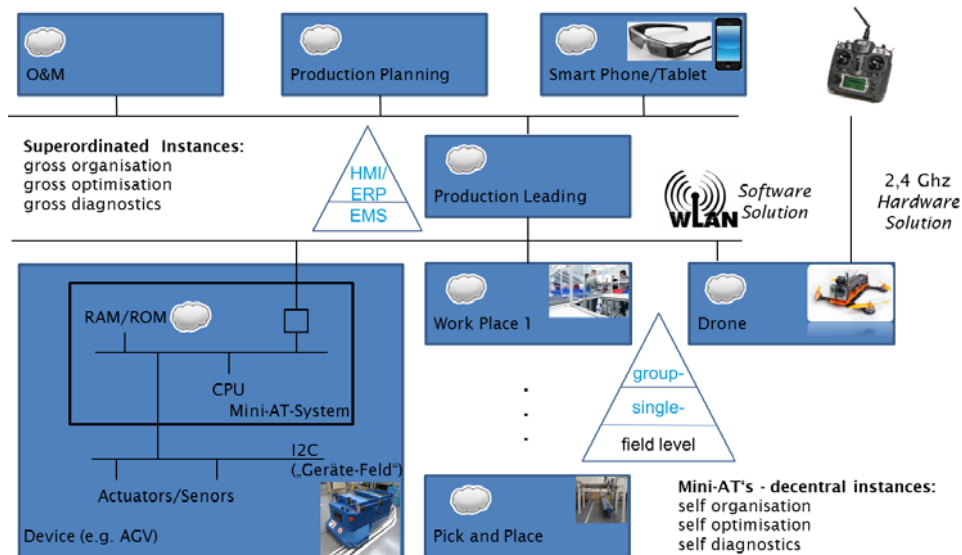 O&M
Production Planning
Smart Phone/Tablet
Superordinated Instances:
gross organisation
gross optimisation
gross diagnostics
HMI/
ERP
EMS
Production Leading
WLAN
Software
Solution
2,4 Ghz
Hardware
Solution
RAM/ROM
CPU
Mini-AT-System
I2C
(„Geräte-Feld“)
Actuators/Senors
Device (e.g. AGV)
Work Place 1
Drone
group-
single-
field level
Pick and Place
Mini-AT‘s - decentral instances:
self organisation
self optimisation
self diagnostics